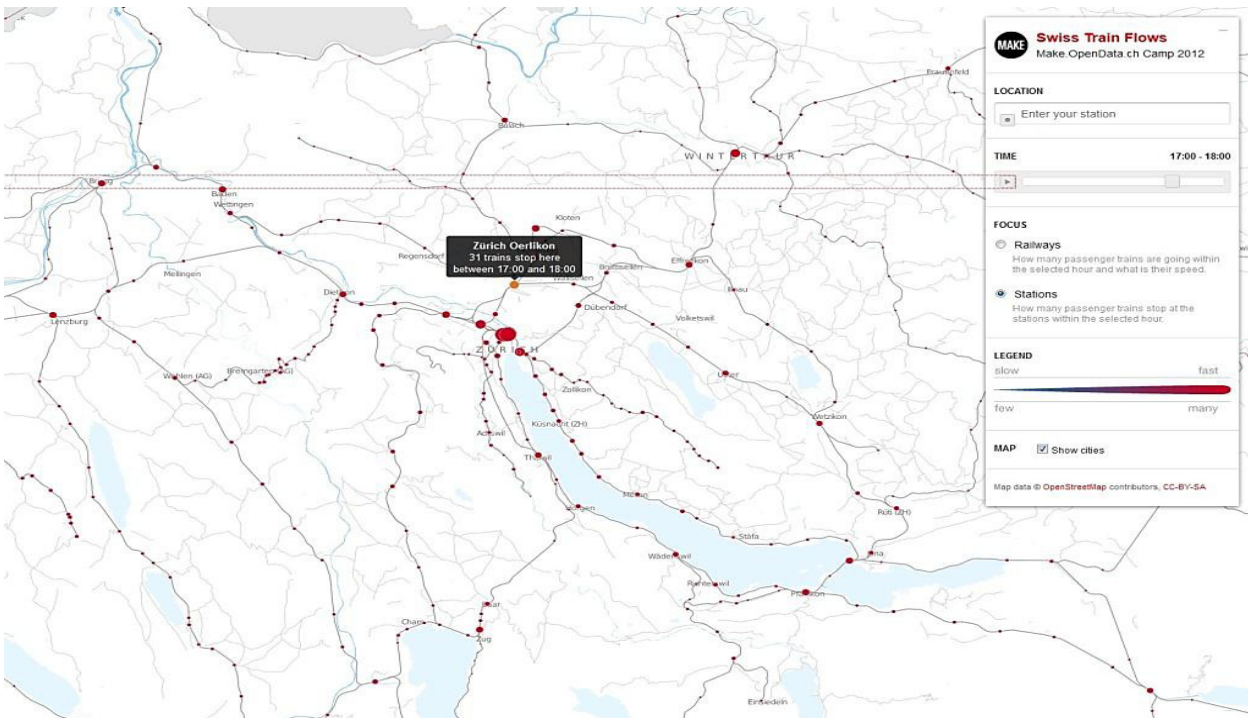 MAKE
Swiss Train Flows
Make.OpenData.ch Camp 2012
LOCATION
Enter your station
TIME 17:00 - 18:00
FOCUS
Railways
How many passenger trains are going within
the selected hour and what is their speed.
Stations
How many passenger trains stop at the
stations within the selected hour.
LEGEND
slow fast
few many
MAP Show cities
Map data © OpenStreetMap contributors, CC-BY-SA
Frauenfeld
Bülach
WINTERTHUR
Brugg
Baden
Wettingen
Kloten
Zürich Oerlikon
31 trains stop here
between 17:00 and 18:00
Regensdorf
Effretikon
Mellingen
Illnau
Dübendorf
Volketswil
Lenzburg
ZÜRICH
Wohlen (AG)
Bremgarten (AG)
Uster
Zollikon
Wetzikon
Küsnacht (ZH)
Adliswil
Thalwil
Horgen
Rüti (ZH)
Stäfa
Wädenswil
Richterswil
Baar
Cham
Zug
Einsiedeln